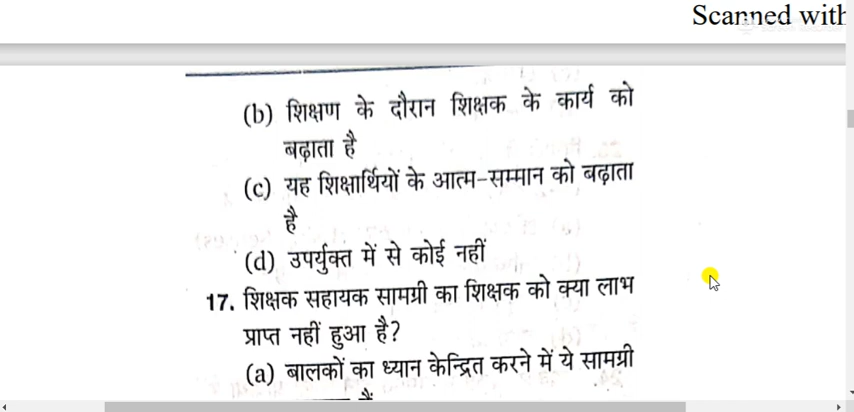 Scanned with
(b) शिक्षण के दौरान शिक्षक के कार्य को
बढ़ाता है
(c) यह शिक्षार्थियों के आत्म-सम्मान को बढ़ाता
है
(d) उपर्युक्त में से कोई नहीं
17. शिक्षक सहायक सामग्री का शिक्षक को क्या लाभ
प्राप्त नहीं हुआ है?
(a) बालकों का ध्यान केन्द्रित करने में ये सामग्री